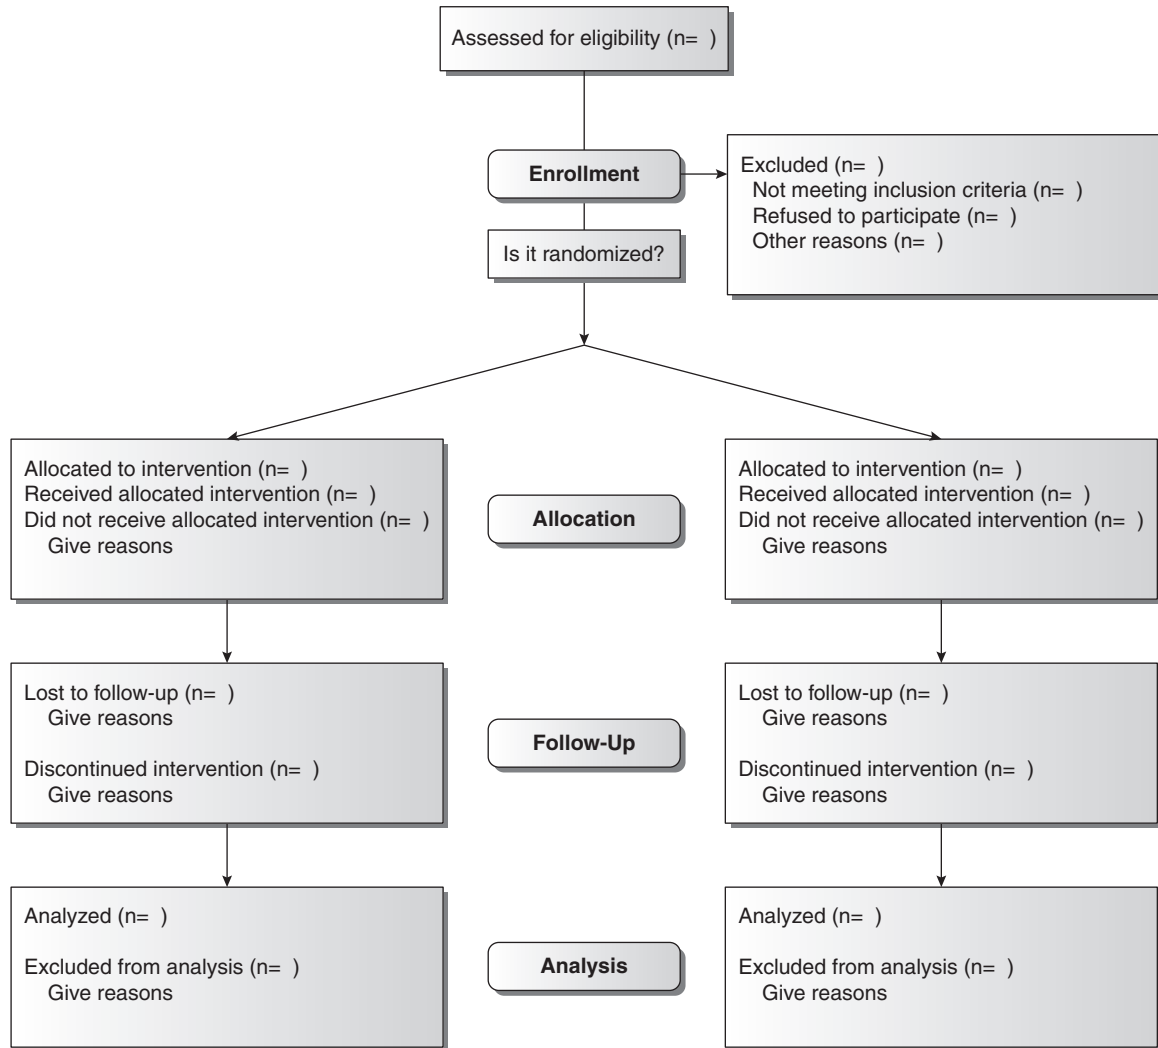 Assessed for eligibility (n=  )
Enrollment
Excluded (n=  )
Not meeting inclusion criteria (n=  )
Refused to participate (n=  )
Other reasons (n=  )
Is it randomized?
Allocated to intervention (n=  )
Received allocated intervention (n=  )
Did not receive allocated intervention (n=  )
Give reasons
Allocation
Allocated to intervention (n=  )
Received allocated intervention (n=  )
Did not receive allocated intervention (n=  )
Give reasons
Lost to follow-up (n=  )
Give reasons
Discontinued intervention (n=  )
Give reasons
Follow-Up
Lost to follow-up (n=  )
Give reasons
Discontinued intervention (n=  )
Give reasons
Analyzed (n=  )
Excluded from analysis (n=  )
Give reasons
Analysis
Analyzed (n=  )
Excluded from analysis (n=  )
Give reasons